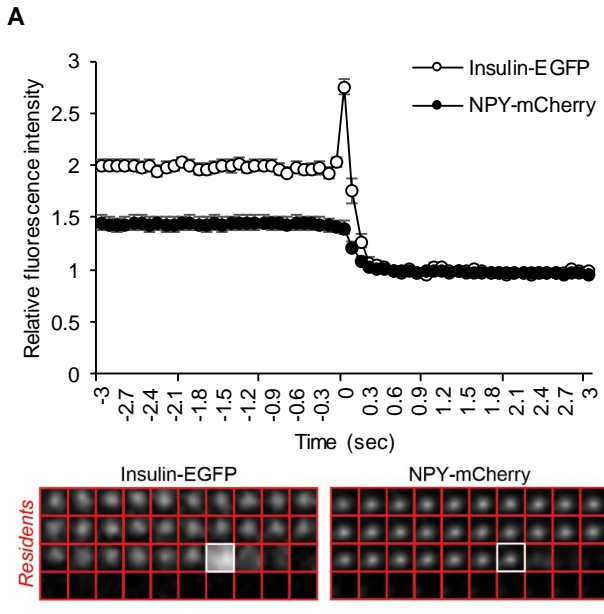 A
3
2.5
2
1.5
1
0.5
0
Relative fluorescence intensity
Insulin-EGFP
NPY-mCherry
-3 -2.7 -2.4 -2.1 -1.8 -1.5 -1.2 -0.9 -0.6 -0.3 0 0.3 0.6 0.9 1.2 1.5 1.8 2.1 2.4 2.7 3
Time (sec)
Insulin-EGFP NPY-mCherry
Residents